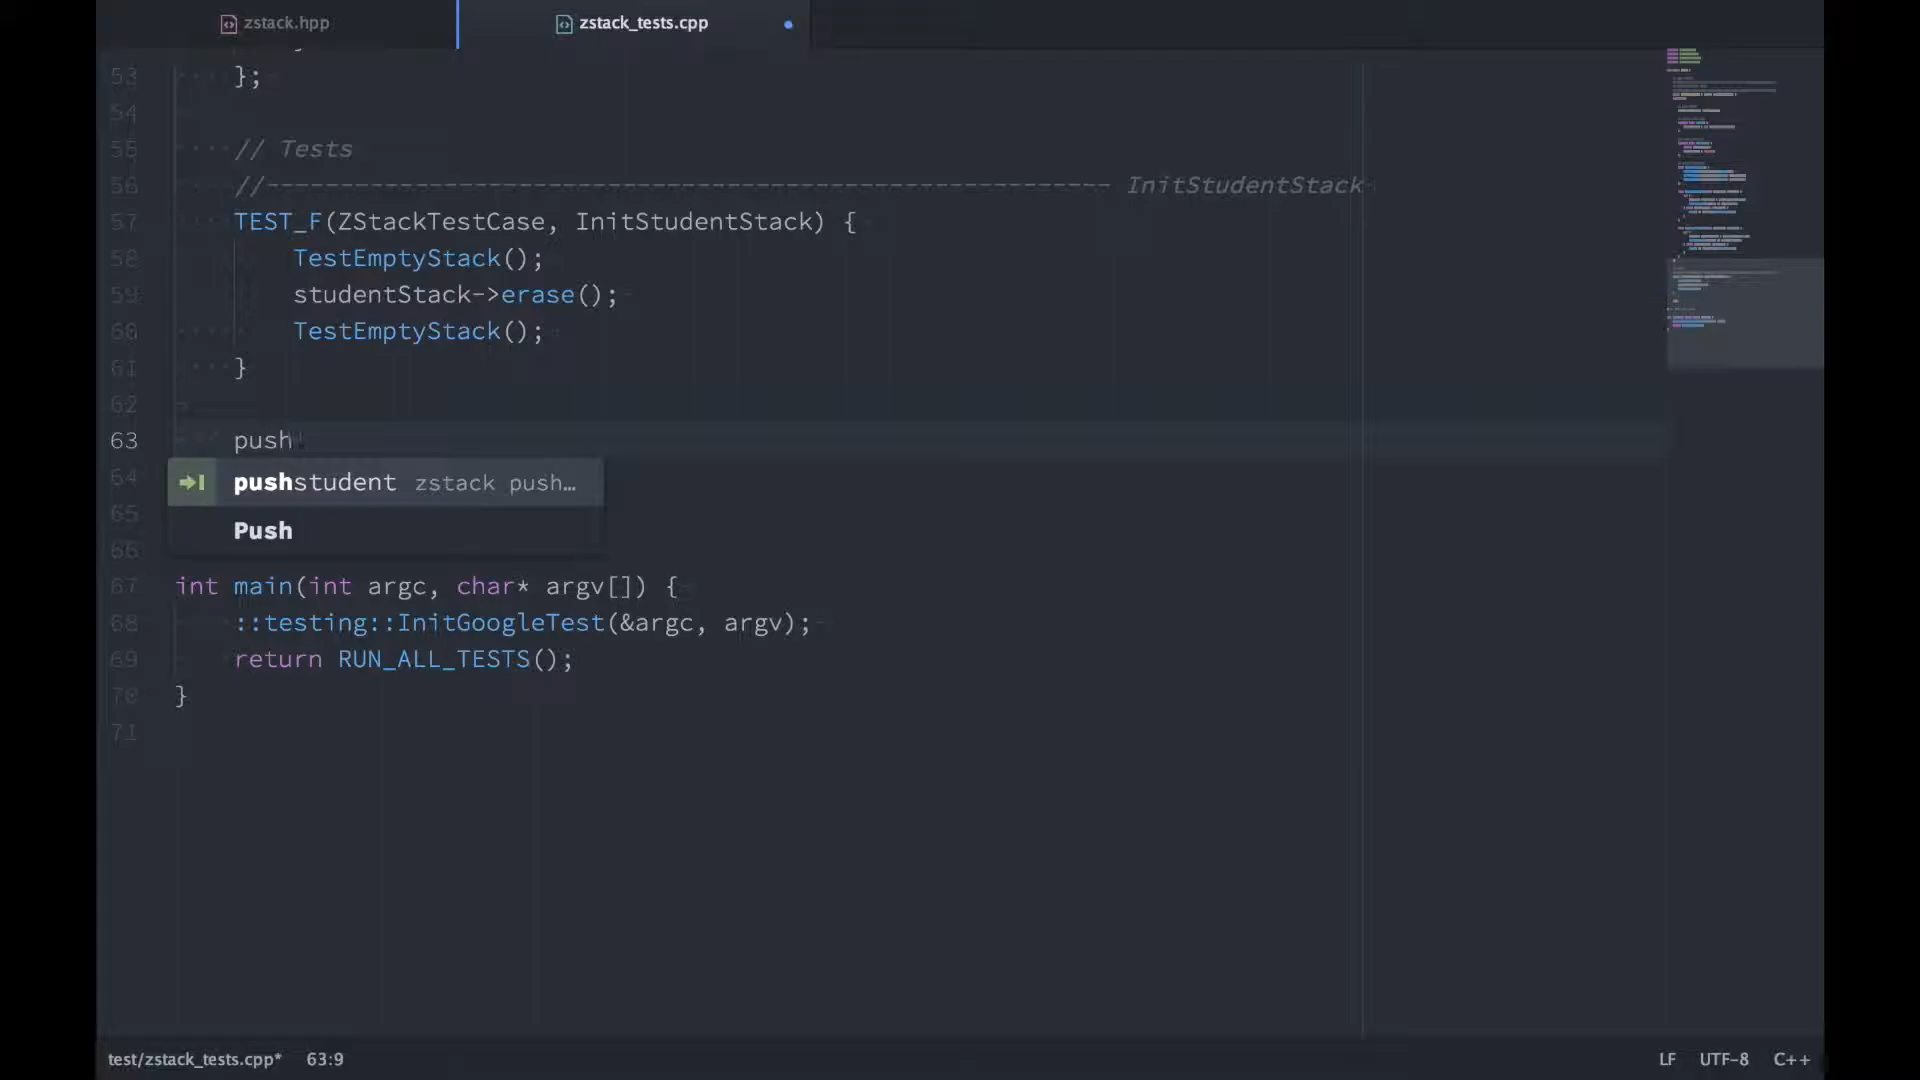 zstack.hpp
zstack_tests.cpp
53 };
54
55 // Tests
56 //--------------------------------------------------------- InitStudentStack
57 TEST_F(ZStackTestCase, InitStudentStack) {
58 TestEmptyStack();
59 studentStack->erase();
60 TestEmptyStack();
61 }
62
63 push
64 pushstudent zstack push…
65 Push
66
67 int main(int argc, char* argv[]) {
68 ::testing::InitGoogleTest(&argc, argv);
69 return RUN_ALL_TESTS();
70 }
71
test/zstack_tests.cpp* 63:9 LF UTF-8 C++